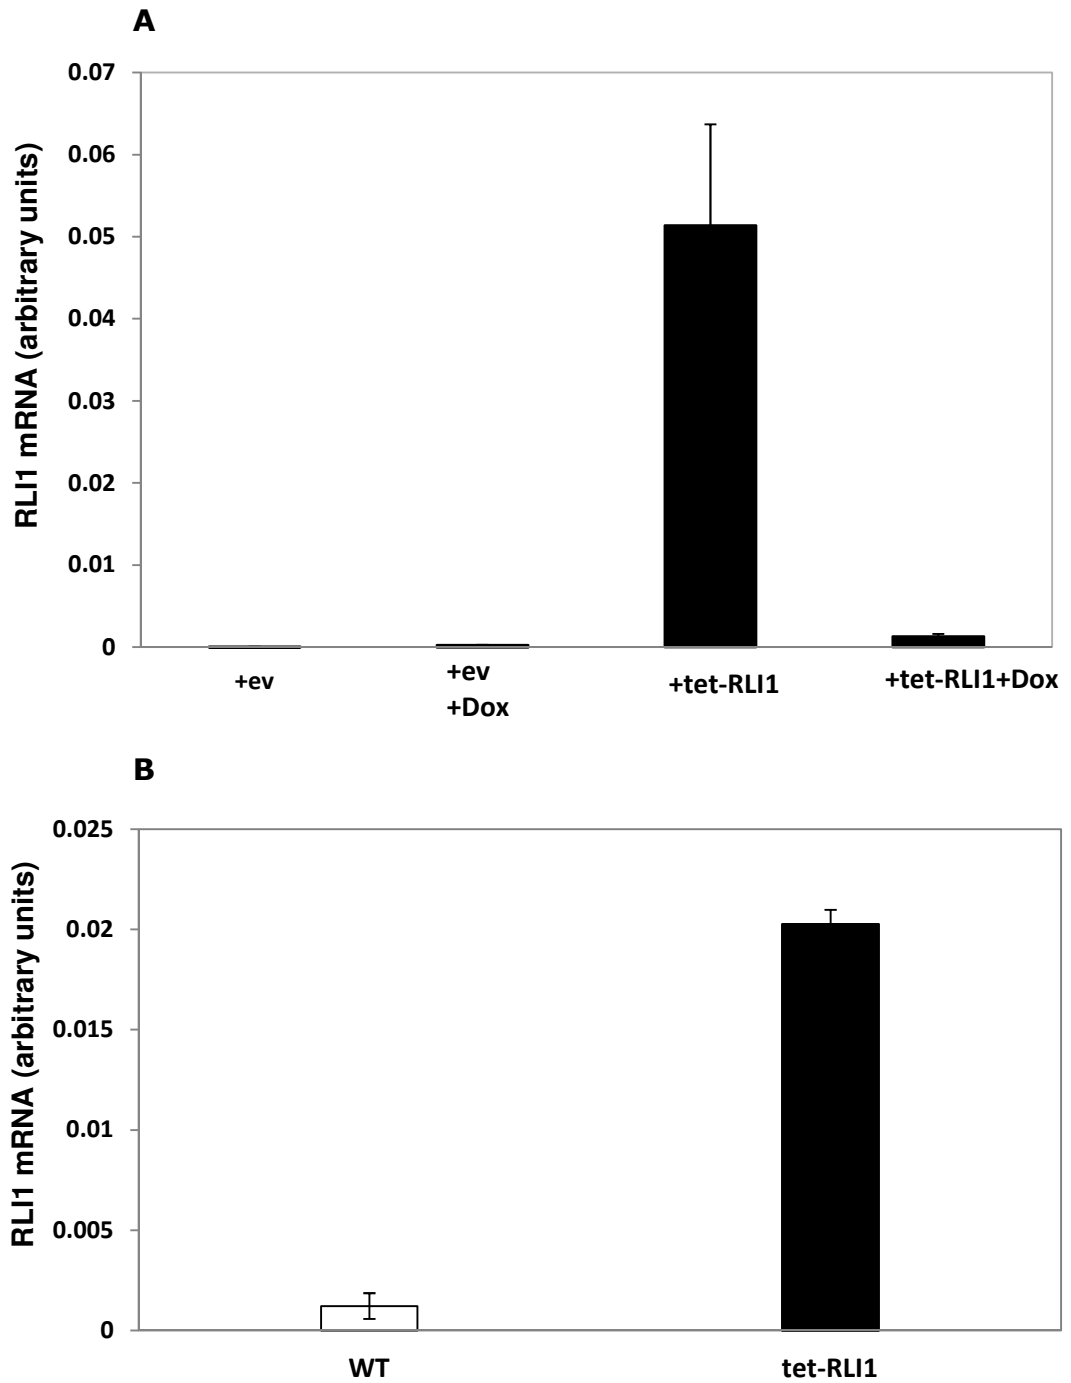 A
0.07
0.06
0.05
0.04
0.03
0.02
0.01
0
RLI1 mRNA (arbitrary units)
+ev
+ev
+Dox
+tet-RLI1
+tet-RLI1+Dox
B
0.025
0.02
0.015
0.01
0.005
0
RLI1 mRNA (arbitrary units)
WT
tet-RLI1